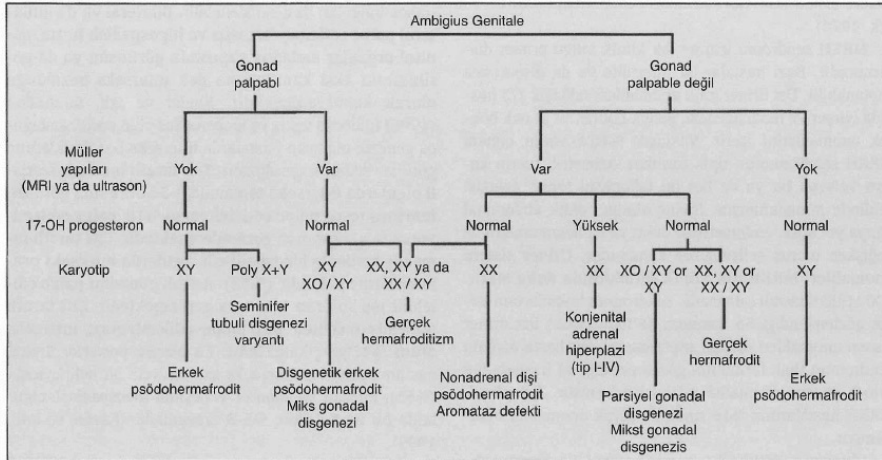 Ambigius Genitale
Gonad
palpabl
Gonad
palpable değil
Müller
yapıları
(MRI ya da ultrason)
Yok
Var
Var
Yok
17-OH progesteron
Normal
Normal
Normal
Yüksek
Normal
Normal
Karyotip
XY
Poly X+Y
XY
XO / XY
XX, XY ya da
XX / XY
XX
XX
XO / XY or
XY
XX, XY or
XX / XY
XY
Seminifer
tubuli disgenezi
varyantı
Gerçek
hermafroditizm
Konjenital
adrenal
hiperplazi
(tip I-IV)
Gerçek
hermafrodit
Erkek
psödohermafrodit
Disgenetik erkek
psödohermafrodit
Miks gonadal
disgenezi
Nonadrenal dişi
psödohermafrodit
Aromataz defekti
Parsiyel gonadal
disgenezi
Mikst gonadal
disgenezis
Erkek
psödohermafrodit